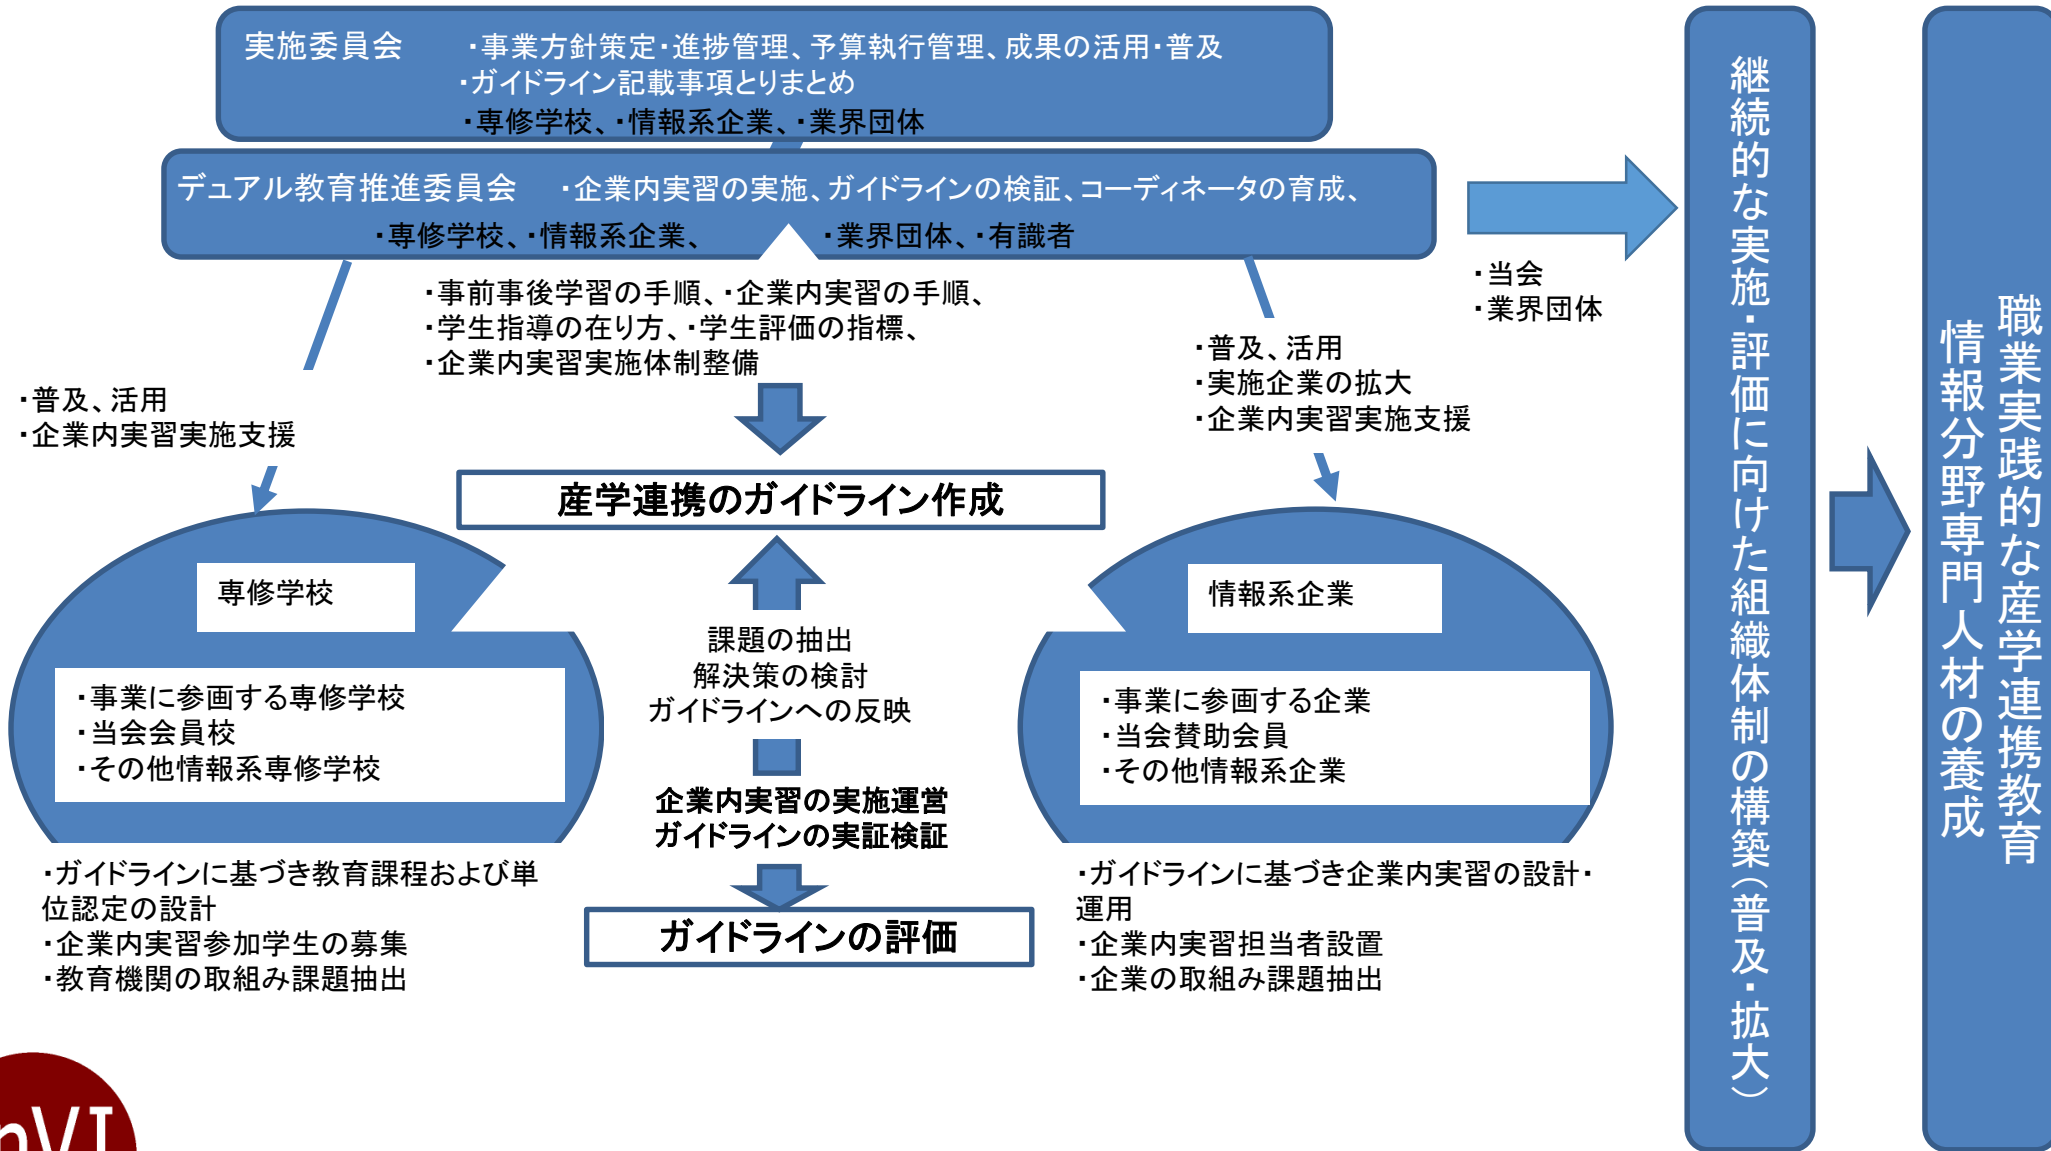 実施委員会 ・事業方針策定・進捗管理、予算執行管理、成果の活用・普及
・ガイドライン記載事項とりまとめ
・専修学校、・情報系企業、・業界団体
デュアル教育推進委員会 ・企業内実習の実施、ガイドラインの検証、コーディネータの育成、
・専修学校、・情報系企業、 ・業界団体、・有識者
・事前事後学習の手順、・企業内実習の手順、
・学生指導の在り方、・学生評価の指標、
・企業内実習実施体制整備
・普及、活用
・企業内実習実施支援
・普及、活用
・実施企業の拡大
・企業内実習実施支援
・当会
・業界団体
産学連携のガイドライン作成
専修学校
・事業に参画する専修学校
・当会会員校
・その他情報系専修学校
・ガイドラインに基づき教育課程および単
位認定の設計
・企業内実習参加学生の募集
・教育機関の取組み課題抽出
課題の抽出
解決策の検討
ガイドラインへの反映
企業内実習の実施運営
ガイドラインの実証検証
ガイドラインの評価
情報系企業
・事業に参画する企業
・当会賛助会員
・その他情報系企業
・ガイドラインに基づき企業内実習の設計・
運用
・企業内実習担当者設置
・企業の取組み課題抽出
継続的な実施・評価に向けた組織体制の構築(普及・拡大)
職業実践的な産学連携教育
情報分野専門人材の養成
nVI